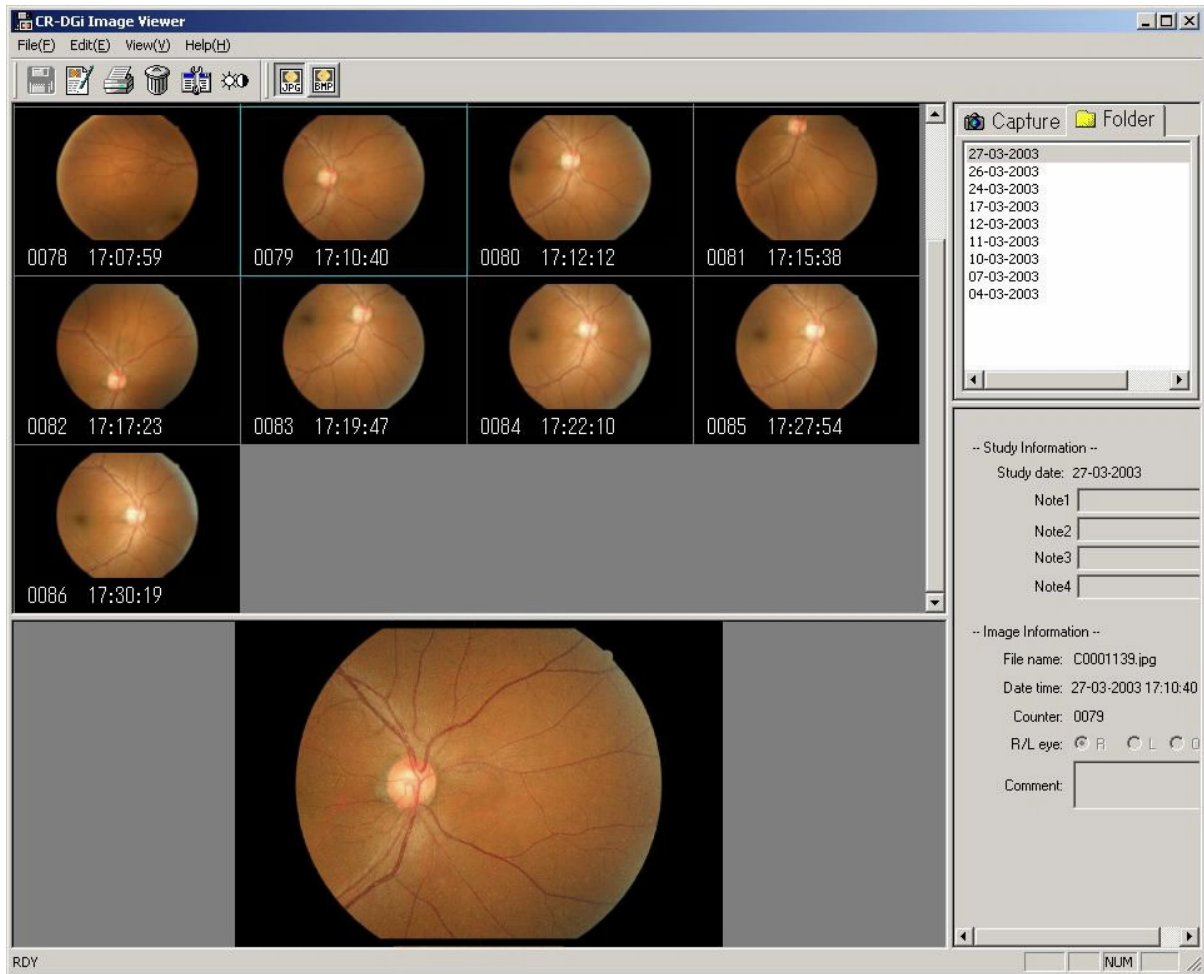 CR-DGi Image Viewer
File(F) Edit(E) View(V) Help(H)
JPG BMP
0078 17:07:59
0079 17:10:40
0080 17:12:12
0081 17:15:38
0082 17:17:23
0083 17:19:47
0084 17:22:10
0085 17:27:54
0086 17:30:19
Capture Folder
27-03-2003
26-03-2003
24-03-2003
17-03-2003
12-03-2003
11-03-2003
10-03-2003
07-03-2003
04-03-2003
-- Study Information --
Study date: 27-03-2003
Note1
Note2
Note3
Note4
-- Image Information --
File name: C0001139.jpg
Date time: 27-03-2003 17:10:40
Counter: 0079
R/L eye: R L O
Comment:
RDY NUM